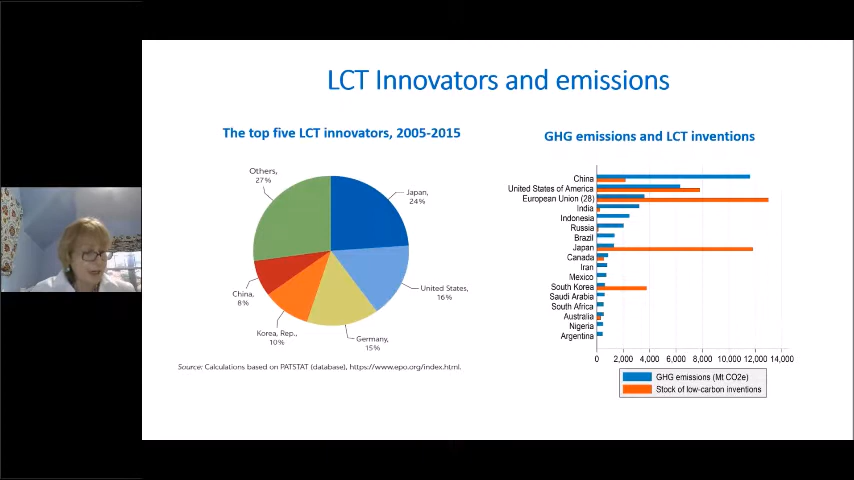 LCT Innovators and emissions
The top five LCT innovators, 2005-2015
Others,
27%
Japan,
24%
United States,
16%
Germany,
15%
Korea, Rep.,
10%
China,
8%
Source: Calculations based on PATSTAT (database), https://www.epo.org/index.html.
GHG emissions and LCT inventions
China
United States of America
European Union (28)
India
Indonesia
Russia
Brazil
Japan
Canada
Iran
Mexico
South Korea
Saudi Arabia
South Africa
Australia
Nigeria
Argentina
0 2,000 4,000 6,000 8,000 10,000 12,000 14,000
GHG emissions (Mt CO2e)
Stock of low-carbon inventions